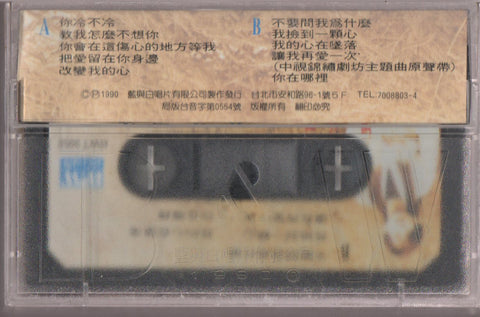 A
你冷不冷
教我怎麼不想你
你會在這傷心的地方等我
把愛留在你身邊
改變我的心
B
不要問我爲什麼
我撿到一顆心
我的心在墜落
讓我再愛一次
(中視錦繡劇坊主題曲原聲帶)
你在哪裡
©℗1990 藍與白唱片有限公司製作發行 台北市安和路96-1號5F TEL:7008803-4
局版台音字第0554號 版權所有 翻印必究